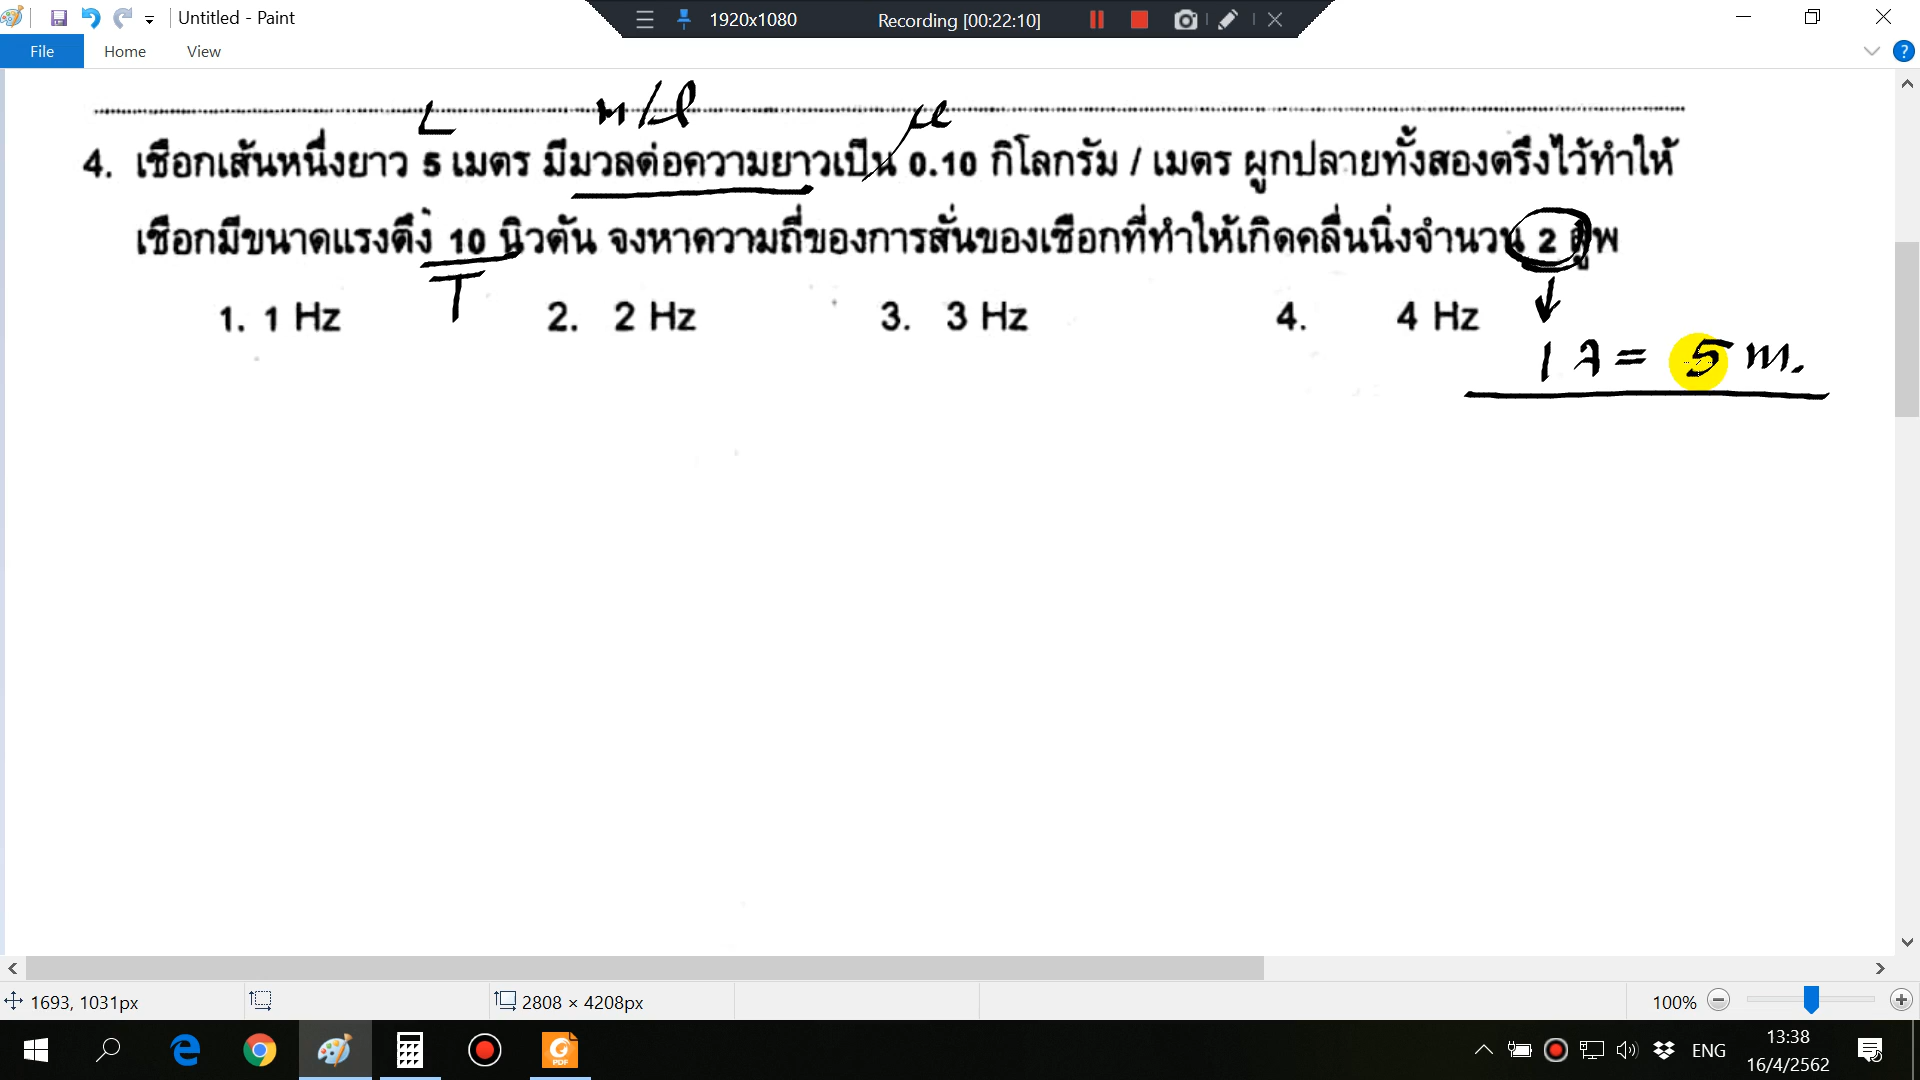 Untitled - Paint
1920x1080
Recording [00:22:10]
File
Home
View
L
m/l
μ
4. เชือกเส้นหนึ่งยาว 5 เมตร มีมวลต่อความยาวเป็น 0.10 กิโลกรัม / เมตร ผูกปลายทั้งสองตรึงไว้ทำให้
เชือกมีขนาดแรงตึง 10 นิวตัน จงหาความถี่ของการสั่นของเชือกที่ทำให้เกิดคลื่นนิ่งจำนวน 2 ลูพ
T
1. 1 Hz
2. 2 Hz
3. 3 Hz
4. 4 Hz
1 λ = 5 m.
1693, 1031px
2808 × 4208px
100%
PDF
ENG
13:38
16/4/2562